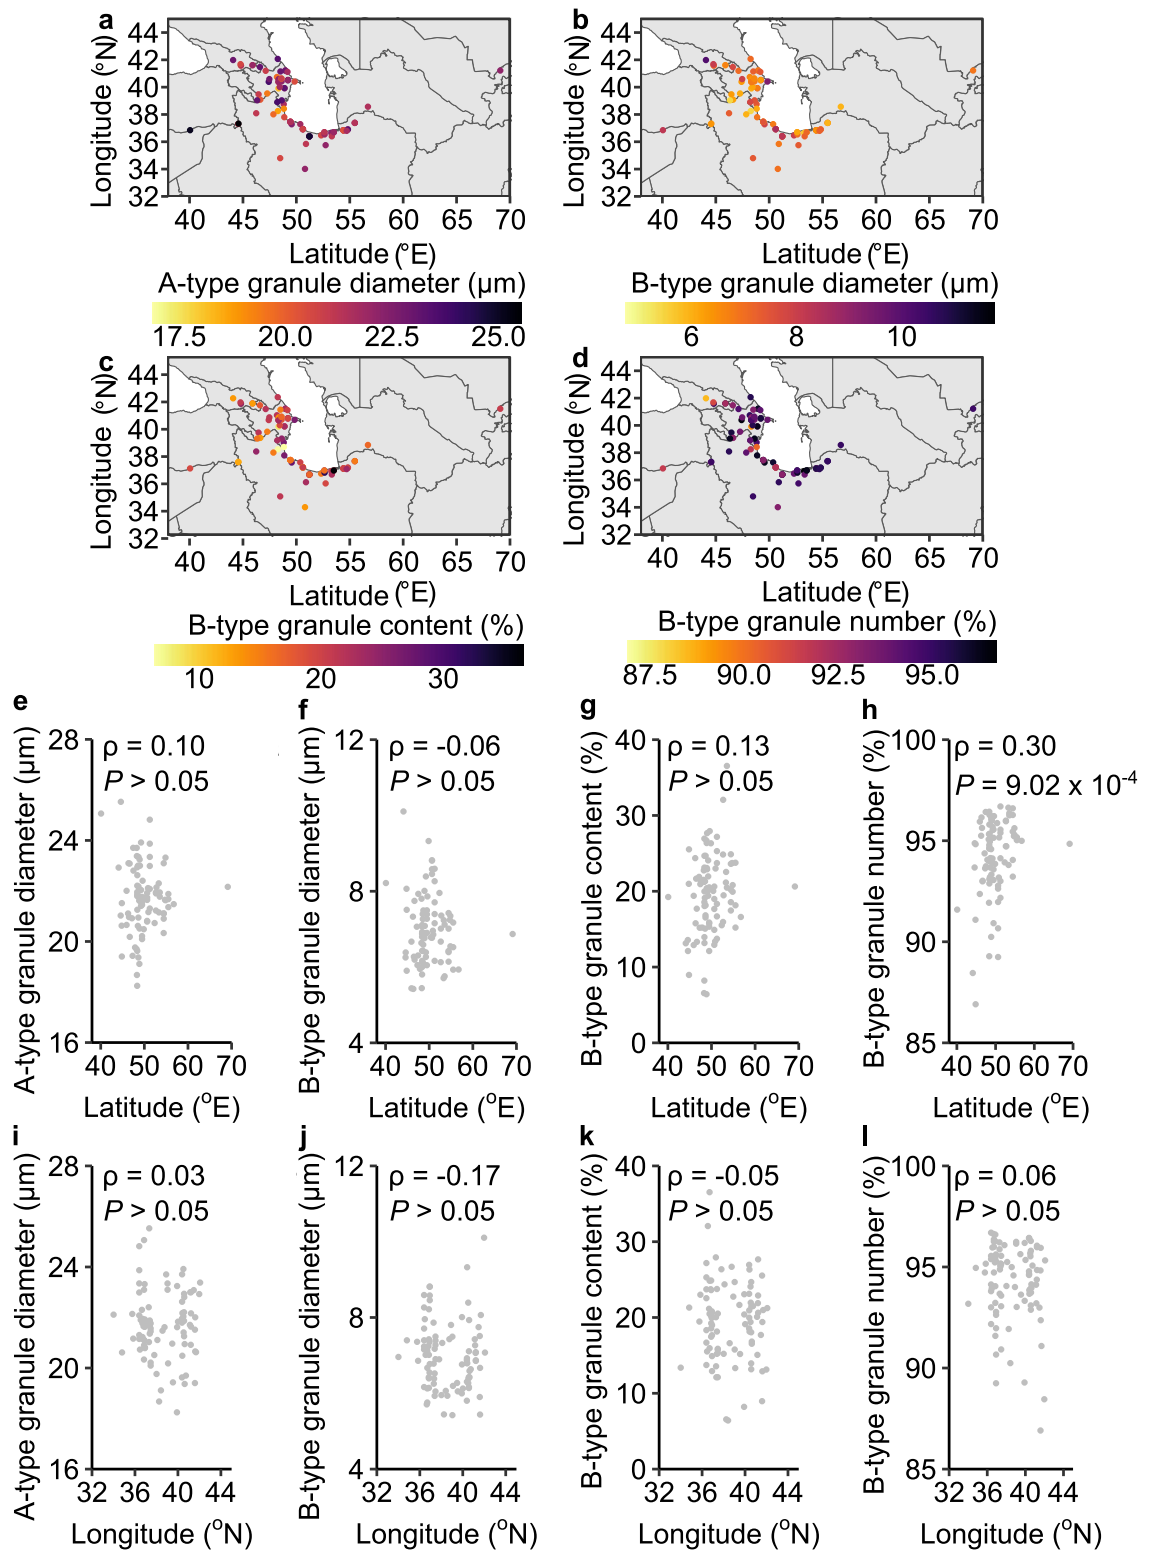 a
b
Longitude (°N)
44
42
40
38
36
34
32
40 45 50 55 60 65 70
Latitude (°E)
A-type granule diameter (µm)
17.5 20.0 22.5 25.0
Longitude (°N)
44
42
40
38
36
34
32
40 45 50 55 60 65 70
Latitude (°E)
B-type granule diameter (µm)
6 8 10
c
d
Longitude (°N)
44
42
40
38
36
34
32
40 45 50 55 60 65 70
Latitude (°E)
B-type granule content (%)
10 20 30
Longitude (°N)
44
42
40
38
36
34
32
40 45 50 55 60 65 70
Latitude (°E)
B-type granule number (%)
87.5 90.0 92.5 95.0
e
A-type granule diameter (µm)
28
24
20
16
ρ = 0.10
P > 0.05
40 50 60 70
Latitude (°E)
f
B-type granule diameter (µm)
12
8
4
ρ = -0.06
P > 0.05
40 50 60 70
Latitude (°E)
g
B-type granule content (%)
40
30
20
10
0
ρ = 0.13
P > 0.05
40 50 60 70
Latitude (°E)
h
B-type granule number (%)
100
95
90
85
ρ = 0.30
P = 9.02 x 10⁻⁴
40 50 60 70
Latitude (°E)
i
A-type granule diameter (µm)
28
24
20
16
ρ = 0.03
P > 0.05
32 36 40 44
Longitude (°N)
j
B-type granule diameter (µm)
12
8
4
ρ = -0.17
P > 0.05
32 36 40 44
Longitude (°N)
k
B-type granule content (%)
40
30
20
10
0
ρ = -0.05
P > 0.05
32 36 40 44
Longitude (°N)
l
B-type granule number (%)
100
95
90
85
ρ = 0.06
P > 0.05
32 36 40 44
Longitude (°N)